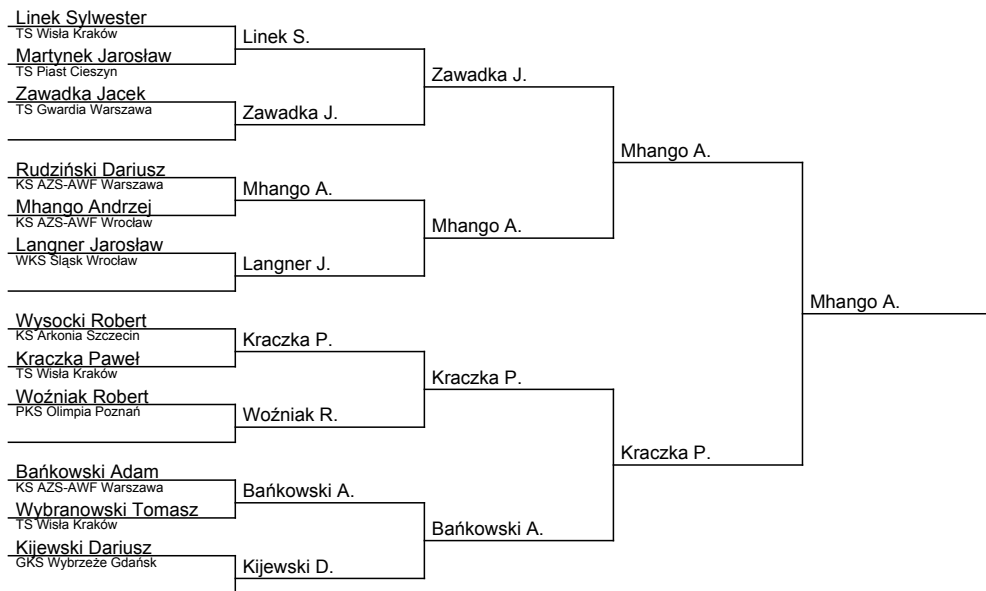 Linek Sylwester
TS Wisła Kraków
Linek S.
Martynek Jarosław
TS Piast Cieszyn
Zawadka J.
Zawadka Jacek
TS Gwardia Warszawa
Zawadka J.
Mhango A.
Rudziński Dariusz
KS AZS-AWF Warszawa
Mhango A.
Mhango Andrzej
KS AZS-AWF Wrocław
Mhango A.
Langner Jarosław
WKS Śląsk Wrocław
Langner J.
Mhango A.
Wysocki Robert
KS Arkonia Szczecin
Kraczka P.
Kraczka Paweł
TS Wisła Kraków
Kraczka P.
Woźniak Robert
PKS Olimpia Poznań
Woźniak R.
Kraczka P.
Bańkowski Adam
KS AZS-AWF Warszawa
Bańkowski A.
Wybranowski Tomasz
TS Wisła Kraków
Bańkowski A.
Kijewski Dariusz
GKS Wybrzeże Gdańsk
Kijewski D.